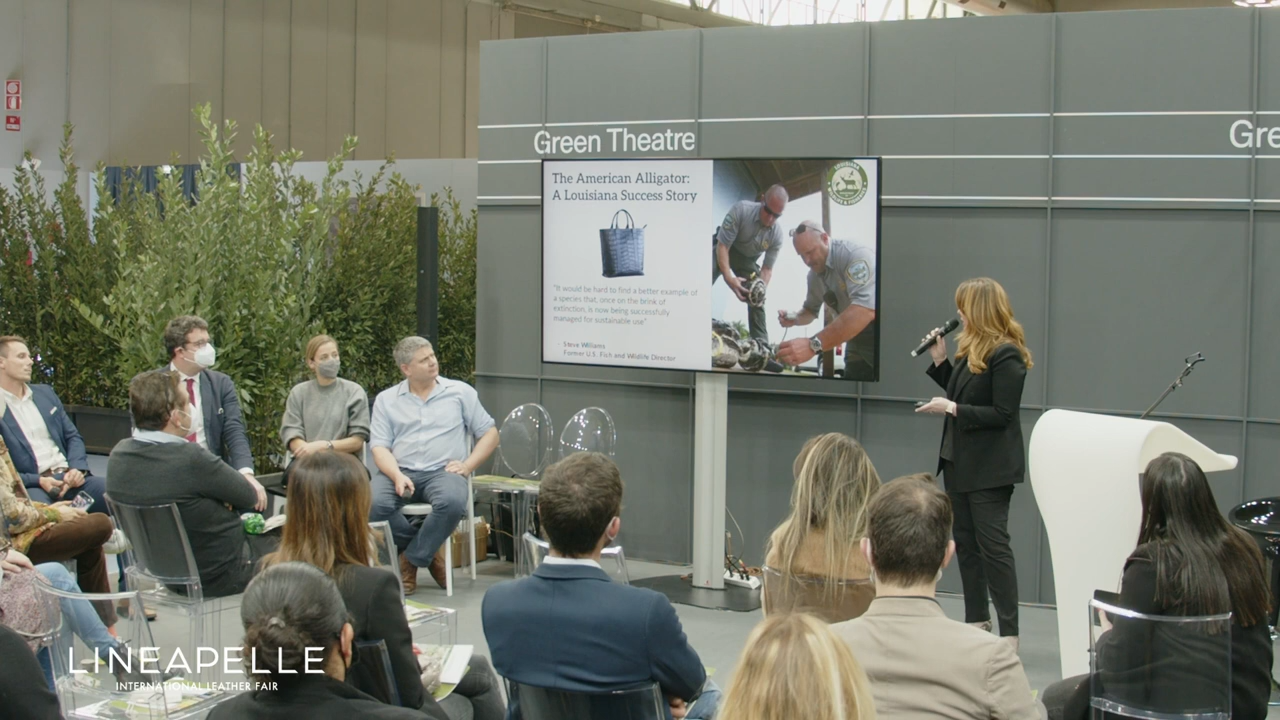 Green Theatre
Gre
The American Alligator:
A Louisiana Success Story
"It would be hard to find a better example of
a species that, once on the brink of
extinction, is now being successfully
managed for sustainable use"
- Steve Williams
Former U.S. Fish and Wildlife Director
LINEAPELLE
INTERNATIONAL LEATHER FAIR